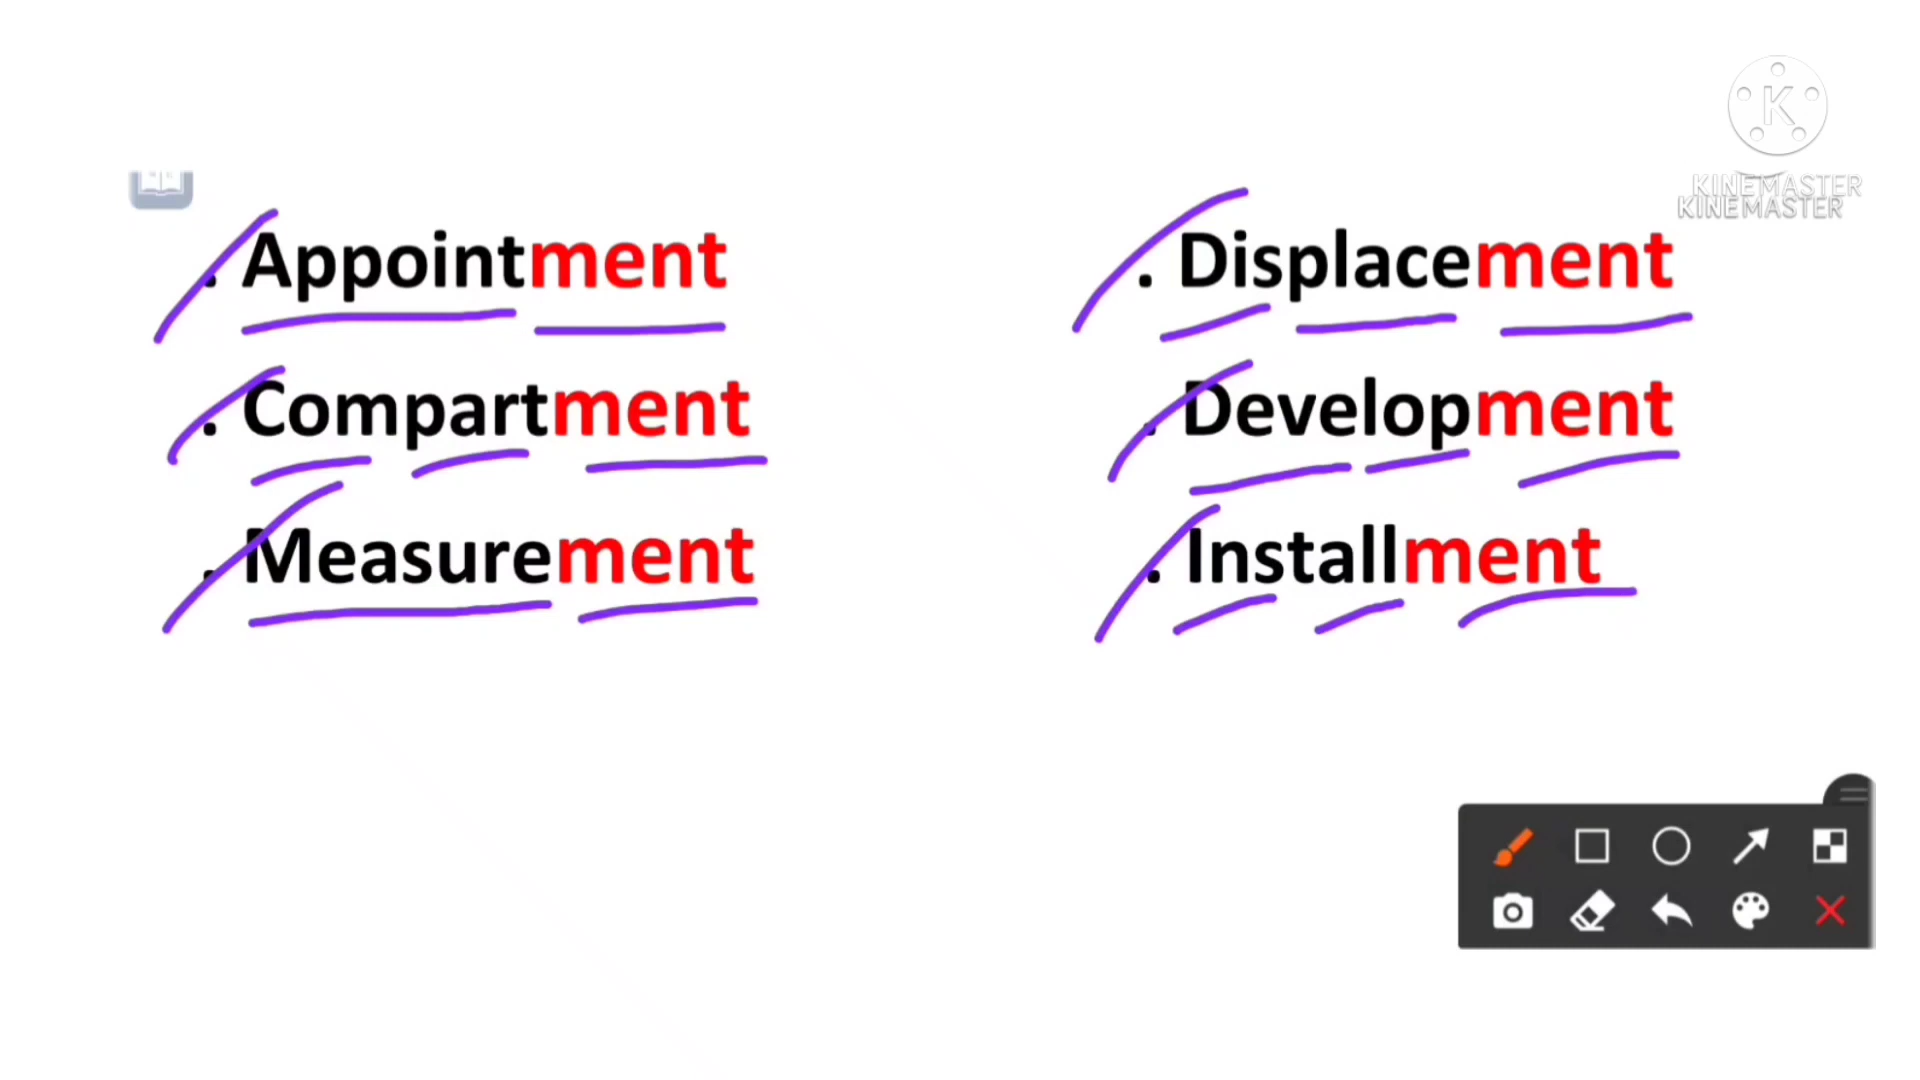 . Appointment
. Compartment
. Measurement
. Displacement
. Development
. Installment
K
KINEMASTER
KINEMASTER